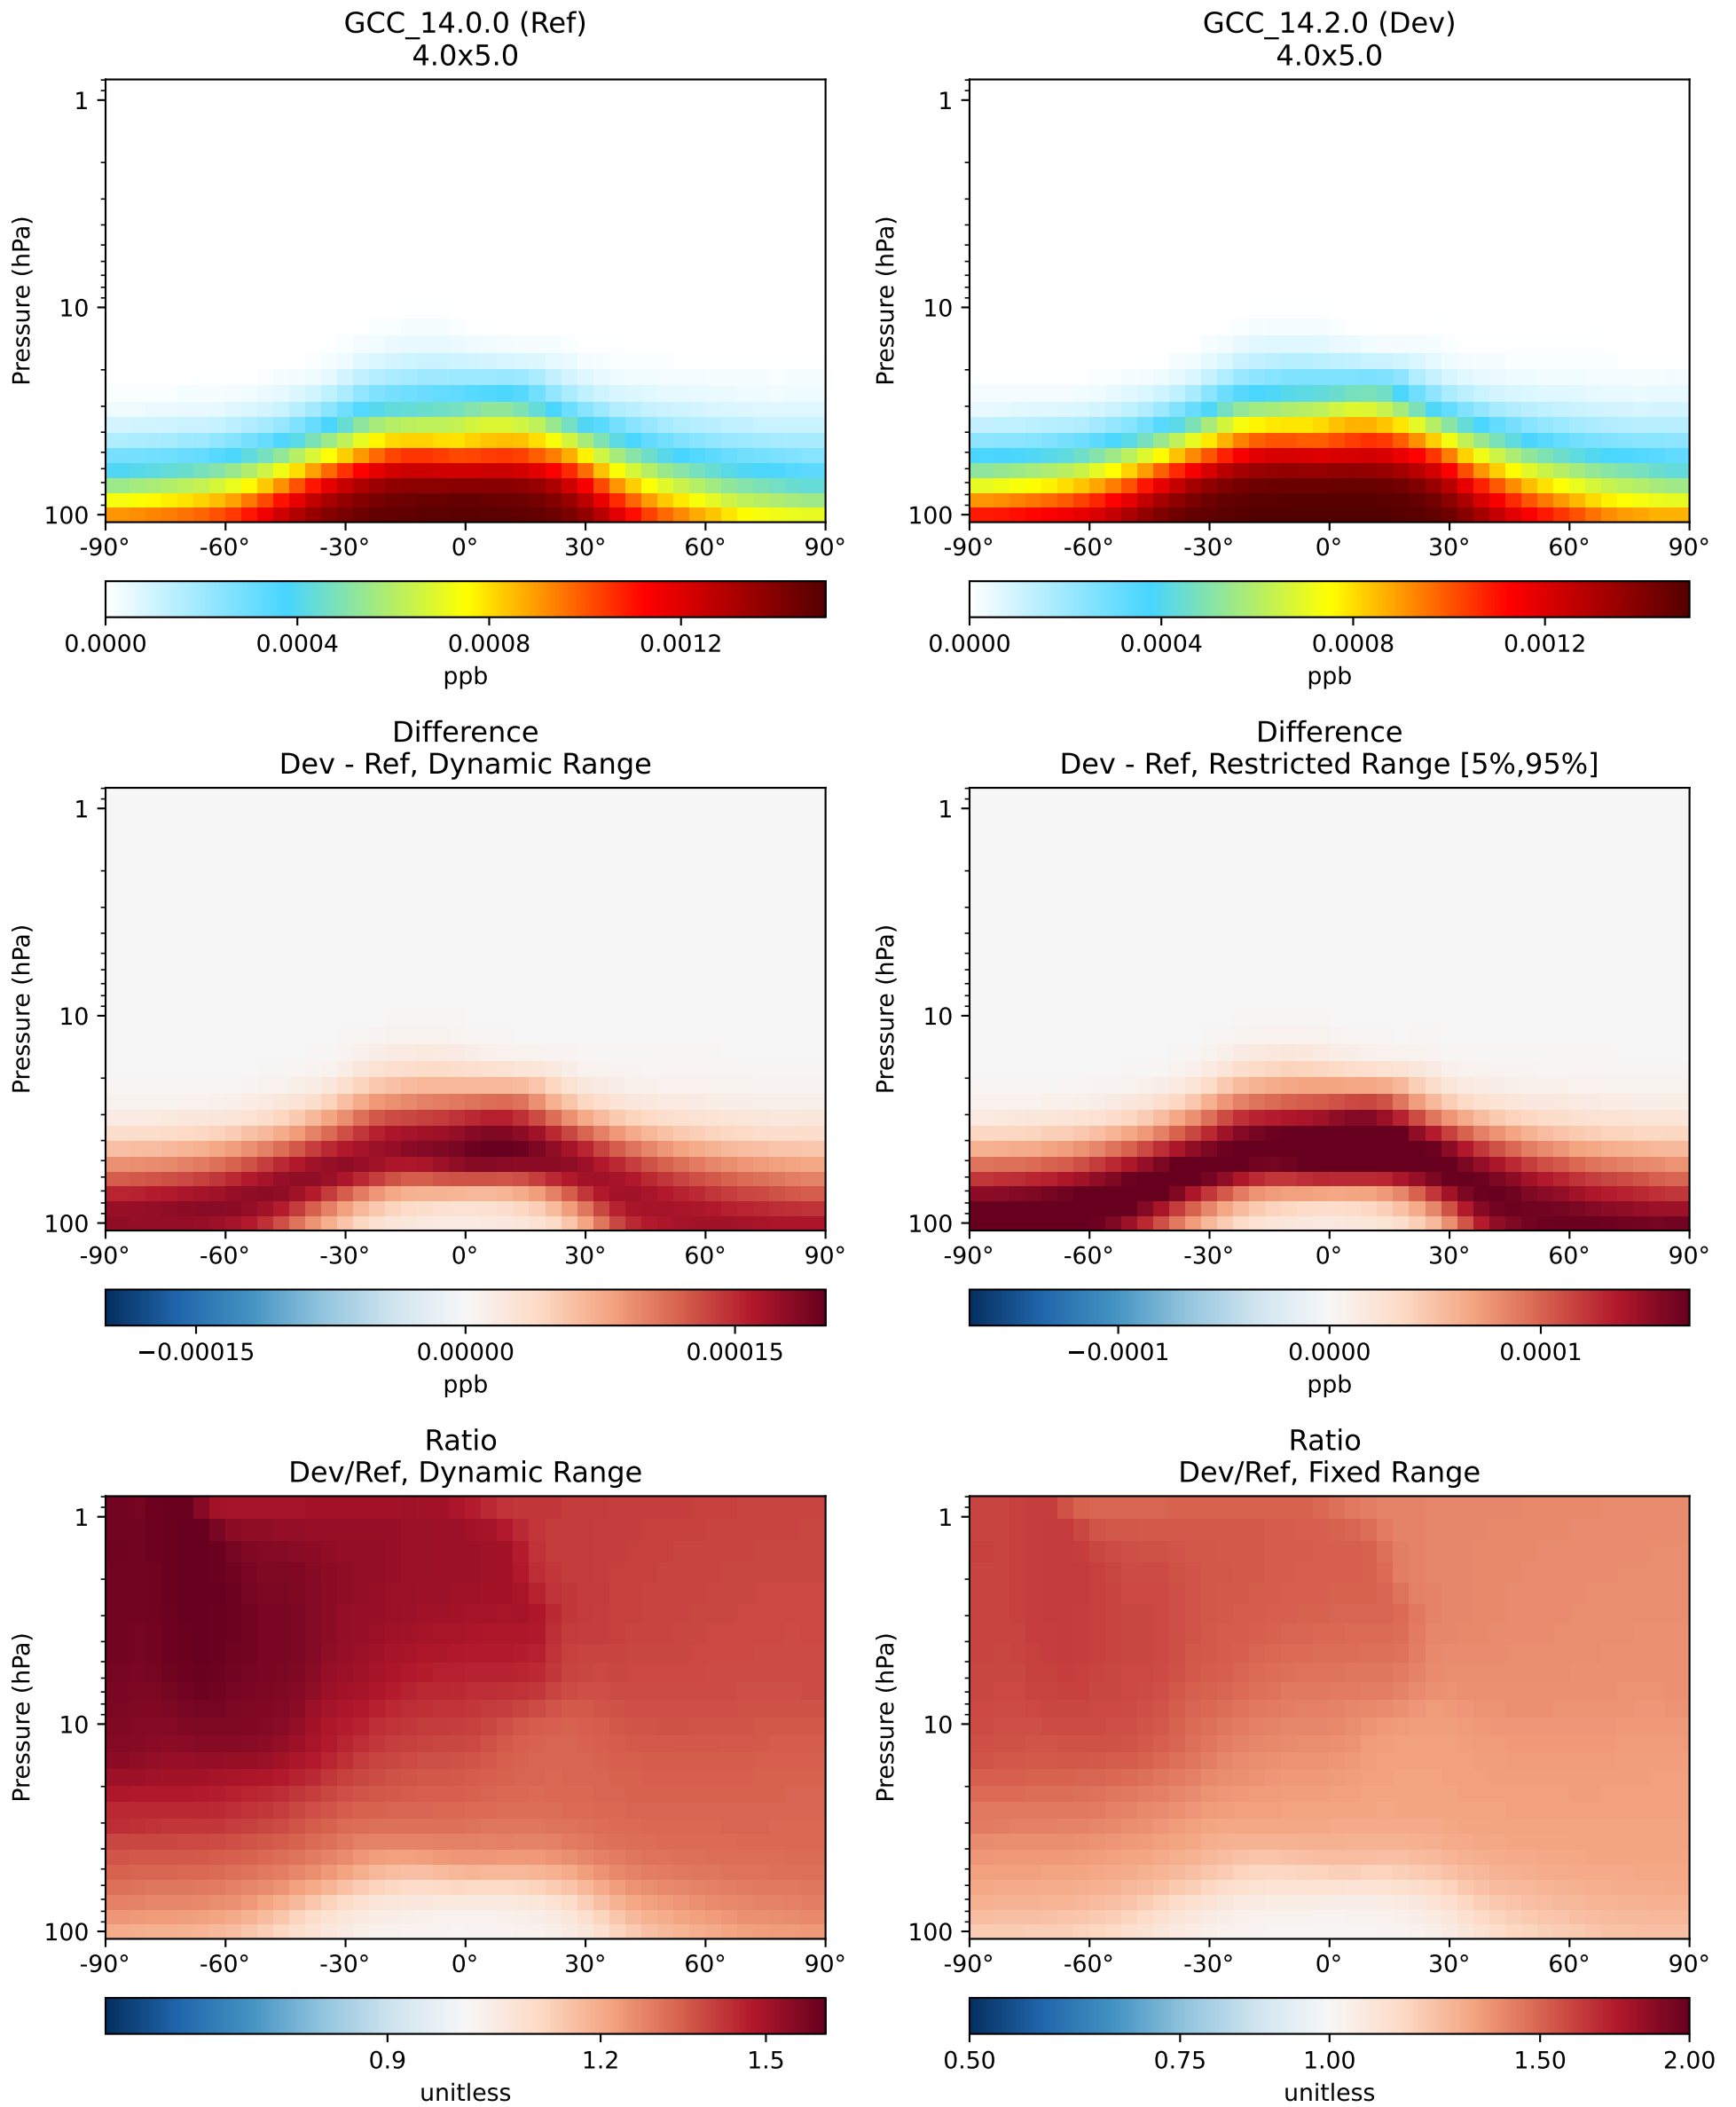 GCC_14.0.0 (Ref)
4.0x5.0
Pressure (hPa)
1
10
100
-90° -60° -30° 0° 30° 60° 90°
0.0000 0.0004 0.0008 0.0012
ppb
GCC_14.2.0 (Dev)
4.0x5.0
Pressure (hPa)
1
10
100
-90° -60° -30° 0° 30° 60° 90°
0.0000 0.0004 0.0008 0.0012
ppb
Difference
Dev - Ref, Dynamic Range
Pressure (hPa)
1
10
100
-90° -60° -30° 0° 30° 60° 90°
−0.00015 0.00000 0.00015
ppb
Difference
Dev - Ref, Restricted Range [5%,95%]
Pressure (hPa)
1
10
100
-90° -60° -30° 0° 30° 60° 90°
−0.0001 0.0000 0.0001
ppb
Ratio
Dev/Ref, Dynamic Range
Pressure (hPa)
1
10
100
-90° -60° -30° 0° 30° 60° 90°
0.9 1.2 1.5
unitless
Ratio
Dev/Ref, Fixed Range
Pressure (hPa)
1
10
100
-90° -60° -30° 0° 30° 60° 90°
0.50 0.75 1.00 1.50 2.00
unitless